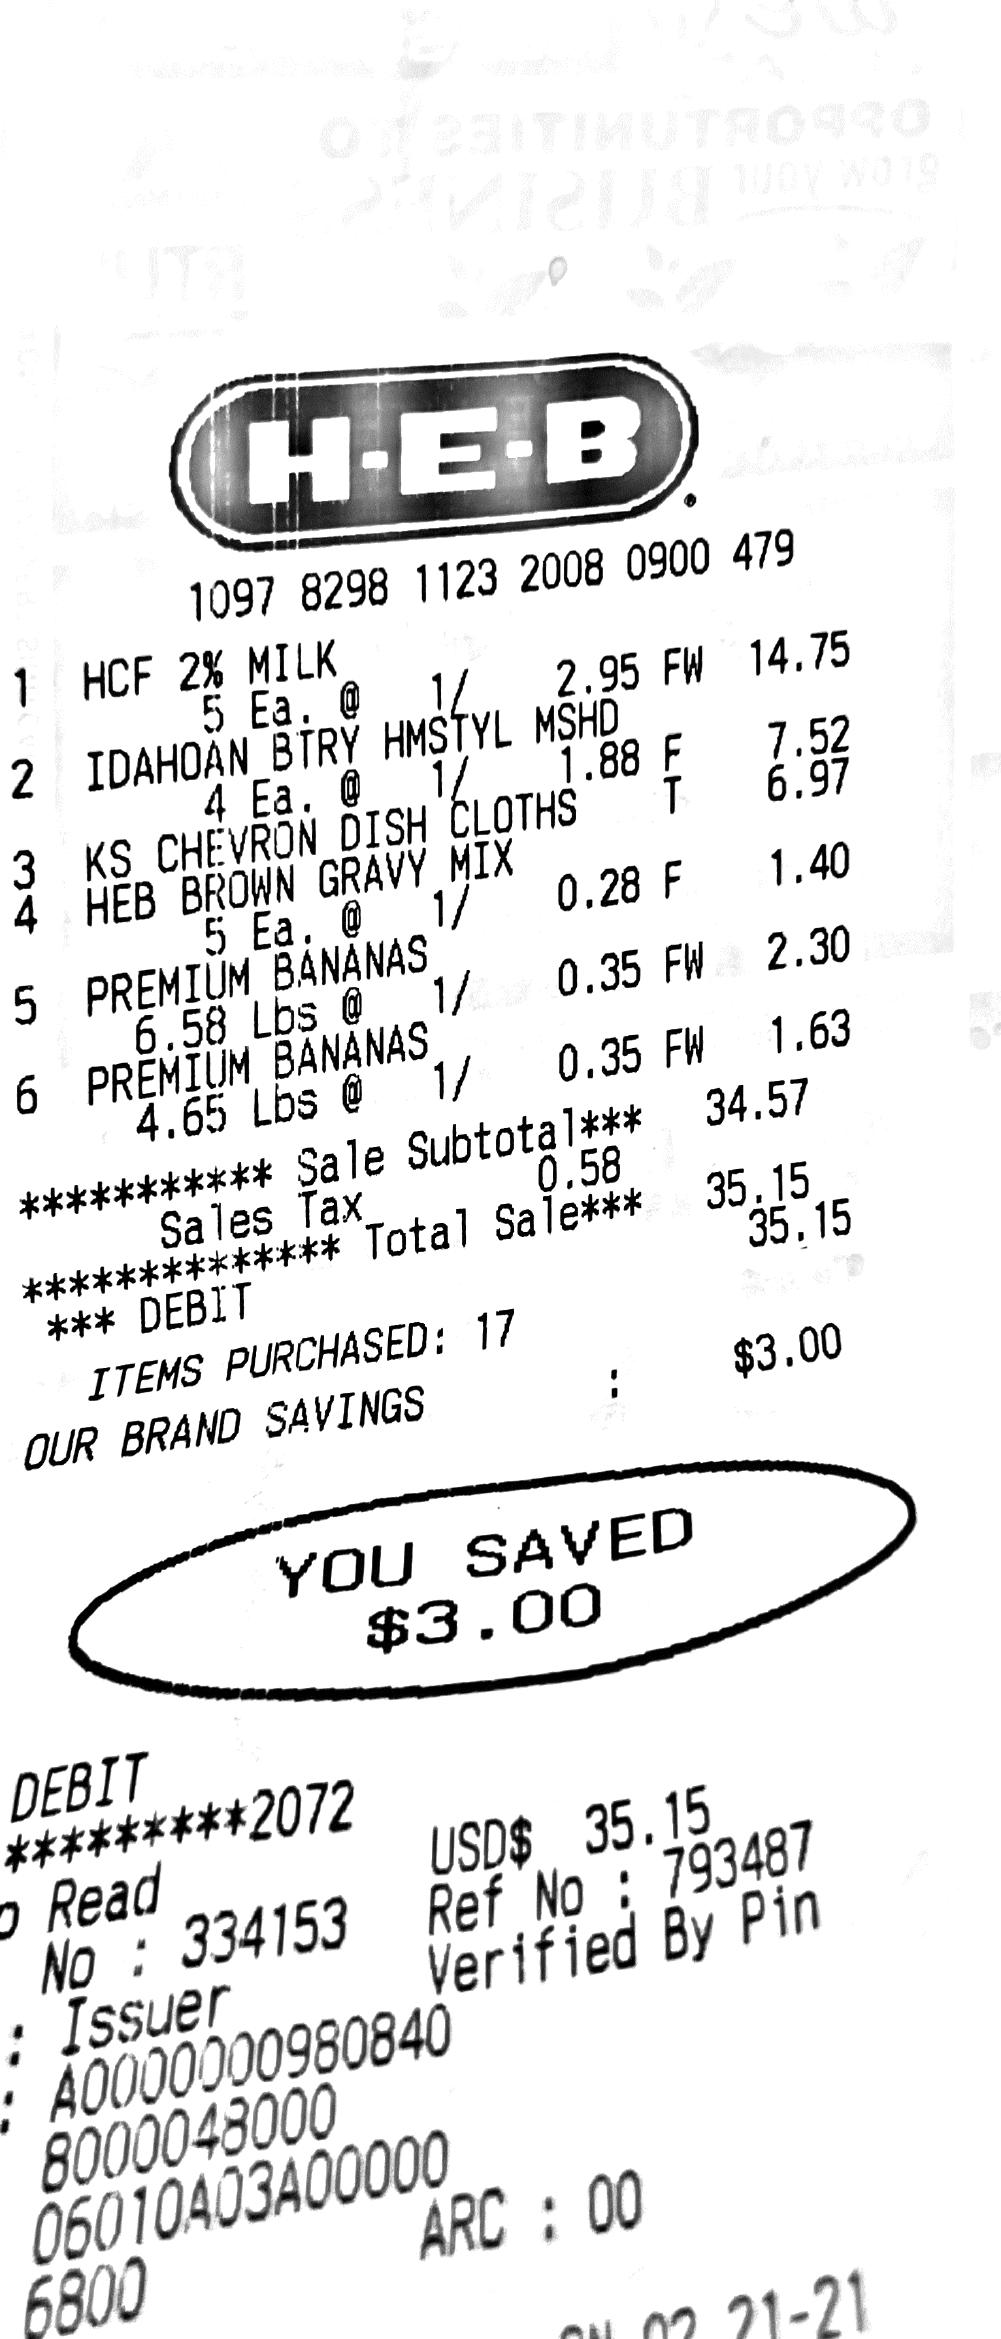 H-E-B
1097 8298 1123 2008 0900 479
1 HCF 2% MILK
5 Ea. @ 1/ 2.95 FW 14.75
2 IDAHOAN BTRY HMSTYL MSHD
4 Ea. @ 1/ 1.88 F 7.52
3 KS CHEVRON DISH CLOTHS T 6.97
4 HEB BROWN GRAVY MIX
5 Ea. @ 1/ 0.28 F 1.40
5 PREMIUM BANANAS
6.58 Lbs @ 1/ 0.35 FW 2.30
6 PREMIUM BANANAS
4.65 Lbs @ 1/ 0.35 FW 1.63
*********** Sale Subtotal*** 34.57
Sales Tax 0.58
************** Total Sale*** 35.15
*** DEBIT 35.15
ITEMS PURCHASED: 17
OUR BRAND SAVINGS : $3.00
YOU SAVED
$3.00
DEBIT
*********2072 USD$ 35.15
Read Ref No : 793487
No : 334153 Verified By Pin
: Issuer
: A0000000980840
8000048000
06010A03A00000
6800 ARC : 00
21-21